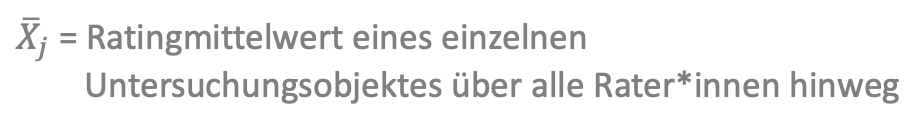 X̄ⱼ = Ratingmittelwert eines einzelnen
Untersuchungsobjektes über alle Rater*innen hinweg